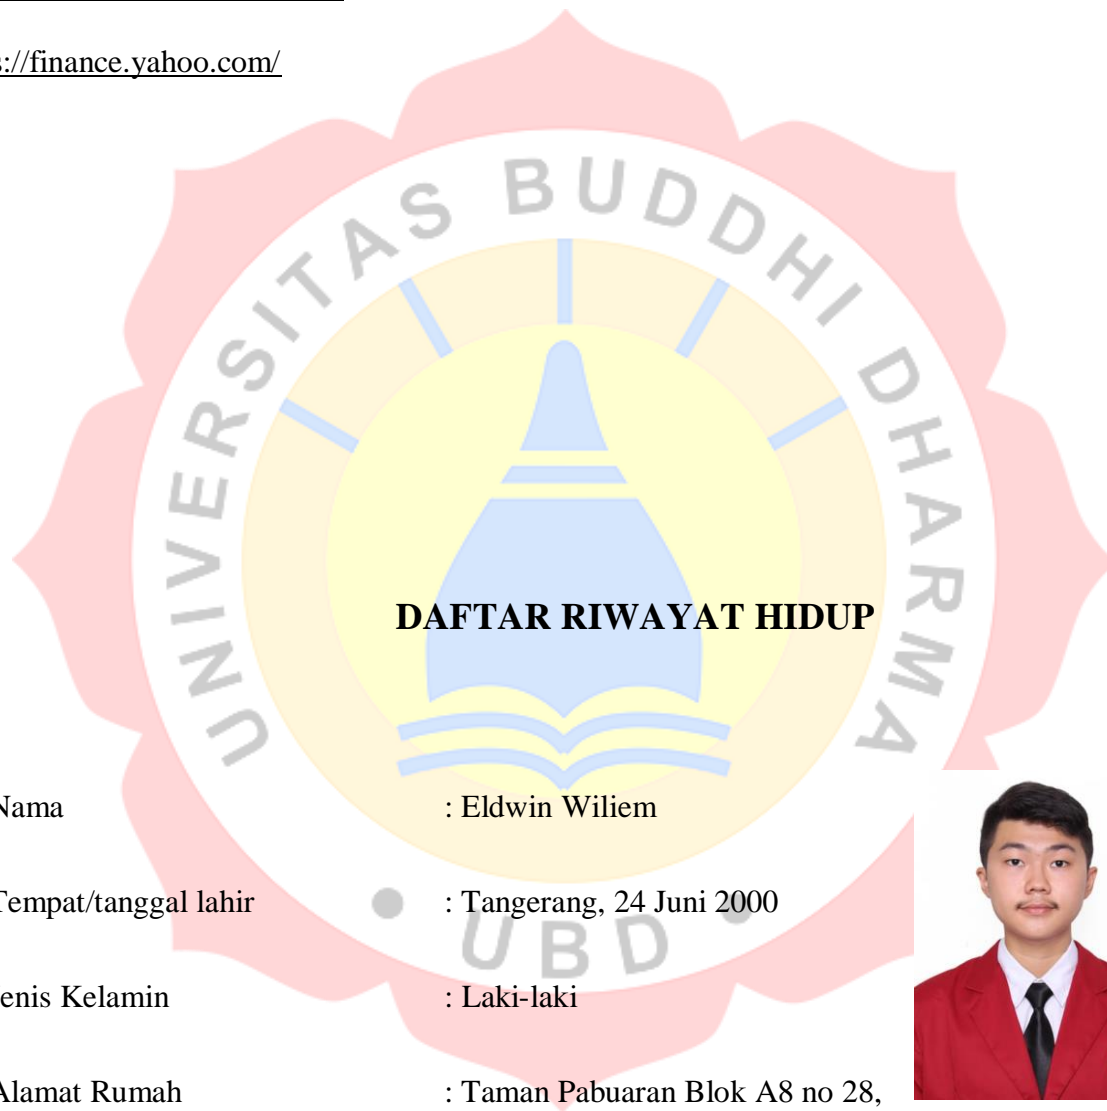 s://finance.yahoo.com/
UNIVERSITAS BUDDHI DHARMA
DAFTAR RIWAYAT HIDUP
Nama : Eldwin Wiliem
Tempat/tanggal lahir : Tangerang, 24 Juni 2000
UBD
enis Kelamin : Laki-laki
Alamat Rumah : Taman Pabuaran Blok A8 no 28,